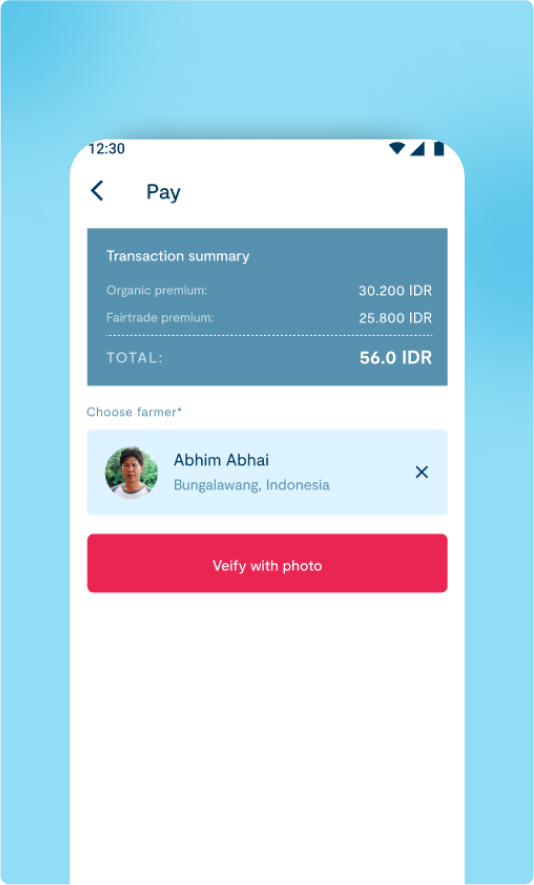 12:30
Pay
Transaction summary
Organic premium: 30.200 IDR
Fairtrade premium: 25.800 IDR
TOTAL: 56.0 IDR
Choose farmer*
Abhim Abhai
Bungalawang, Indonesia
Veify with photo